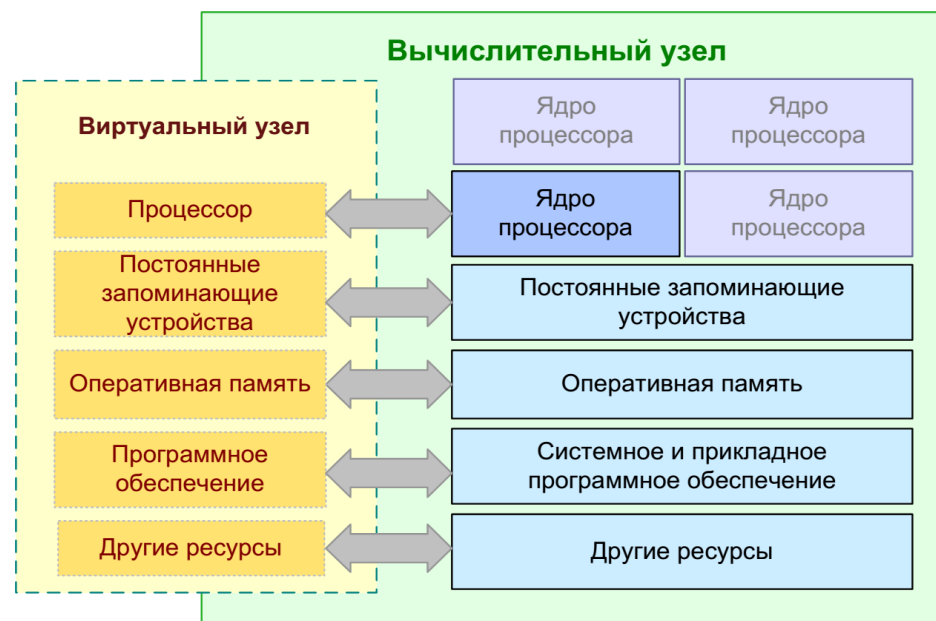 Вычислительный узел
Виртуальный узел
Ядро
процессора
Ядро
процессора
Процессор
Ядро
процессора
Ядро
процессора
Постоянные
запоминающие
устройства
Постоянные запоминающие
устройства
Оперативная память
Оперативная память
Программное
обеспечение
Системное и прикладное
программное обеспечение
Другие ресурсы
Другие ресурсы